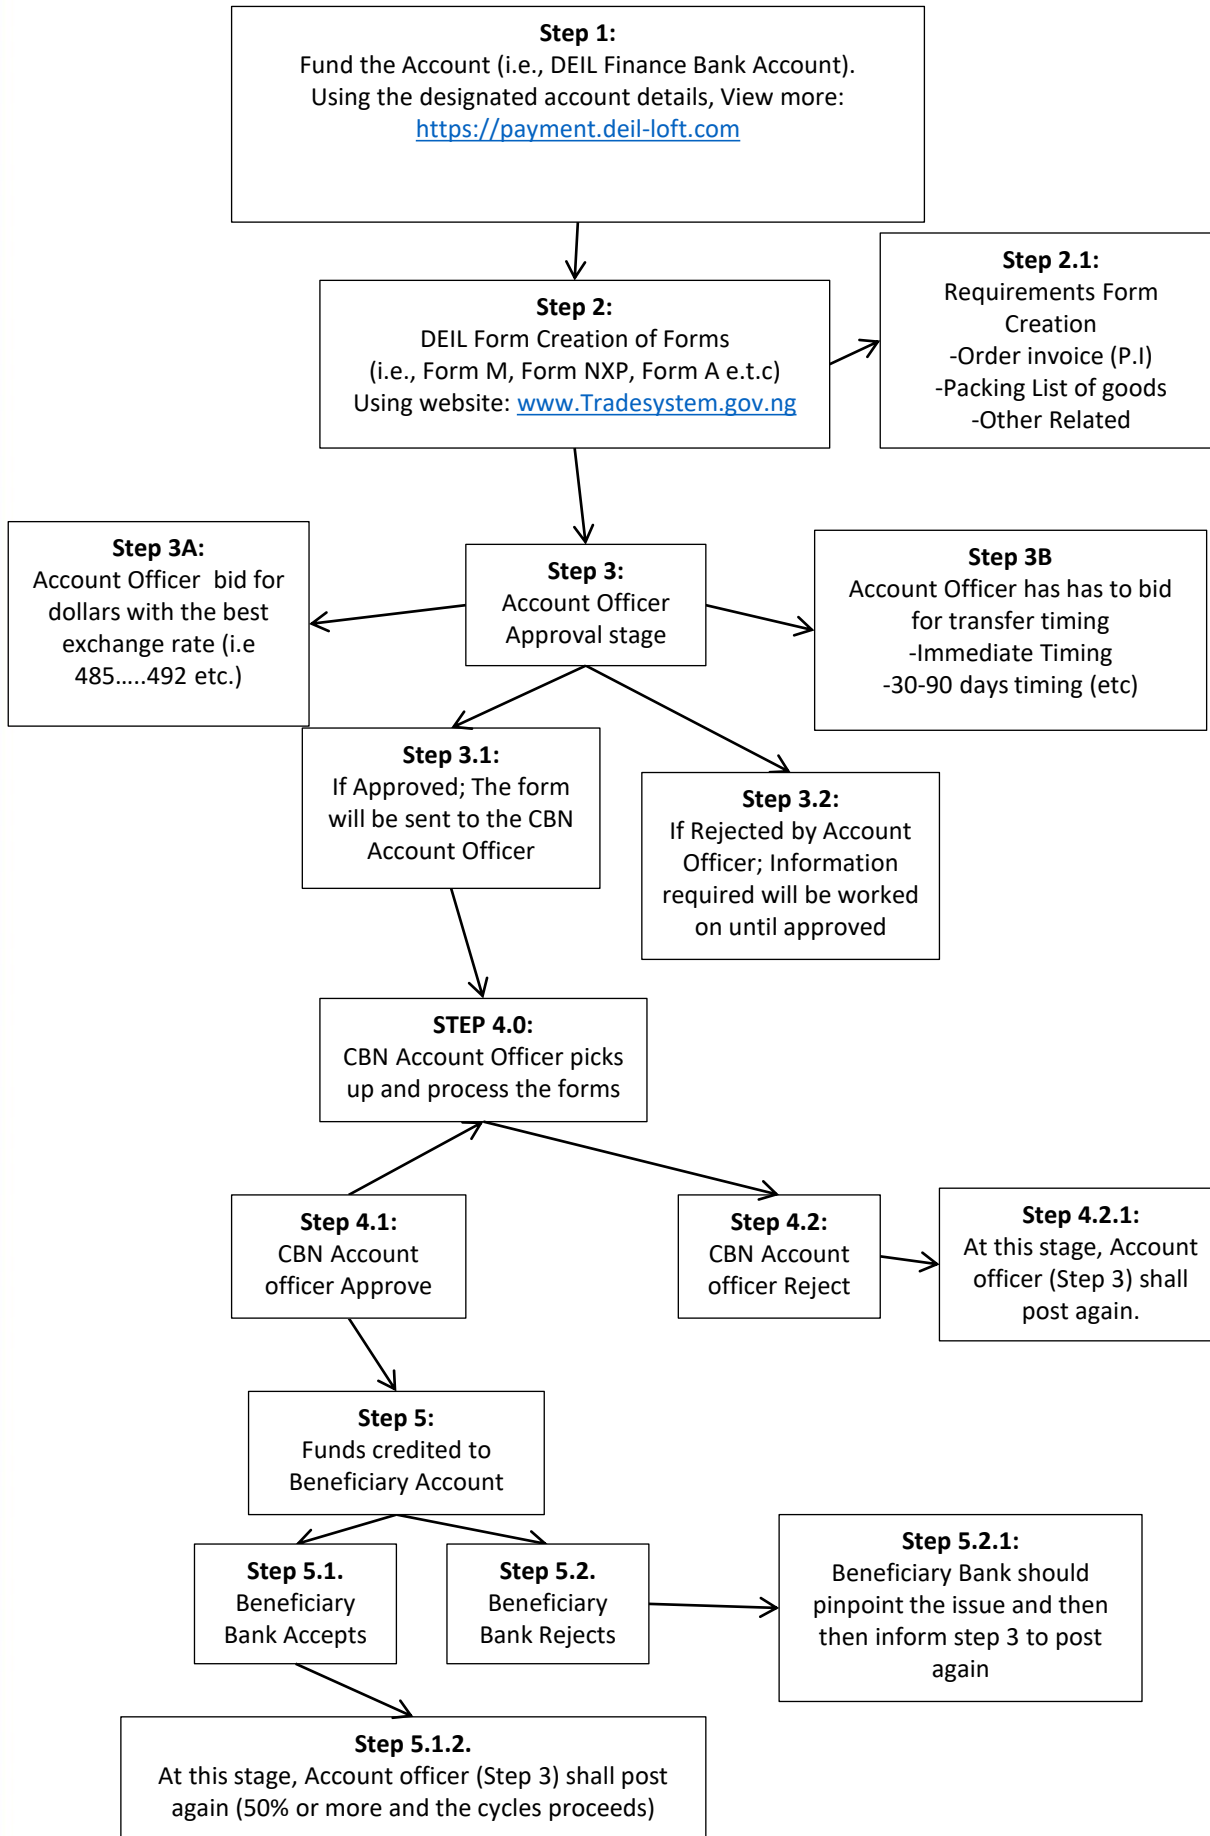 Step 1:
Fund the Account (i.e., DEIL Finance Bank Account).
Using the designated account details, View more:
https://payment.deil-loft.com
Step 2:
DEIL Form Creation of Forms
(i.e., Form M, Form NXP, Form A e.t.c)
Using website: www.Tradesystem.gov.ng
Step 2.1:
Requirements Form
Creation
-Order invoice (P.I)
-Packing List of goods
-Other Related
Step 3A:
Account Officer  bid for
dollars with the best
exchange rate (i.e
485.....492 etc.)
Step 3:
Account Officer
Approval stage
Step 3B
Account Officer has has to bid
for transfer timing
-Immediate Timing
-30-90 days timing (etc)
Step 3.1:
If Approved; The form
will be sent to the CBN
Account Officer
Step 3.2:
If Rejected by Account
Officer; Information
required will be worked
on until approved
STEP 4.0:
CBN Account Officer picks
up and process the forms
Step 4.1:
CBN Account
officer Approve
Step 4.2:
CBN Account
officer Reject
Step 4.2.1:
At this stage, Account
officer (Step 3) shall
post again.
Step 5:
Funds credited to
Beneficiary Account
Step 5.1.
Beneficiary
Bank Accepts
Step 5.2.
Beneficiary
Bank Rejects
Step 5.2.1:
Beneficiary Bank should
pinpoint the issue and then
then inform step 3 to post
again
Step 5.1.2.
At this stage, Account officer (Step 3) shall post
again (50% or more and the cycles proceeds)